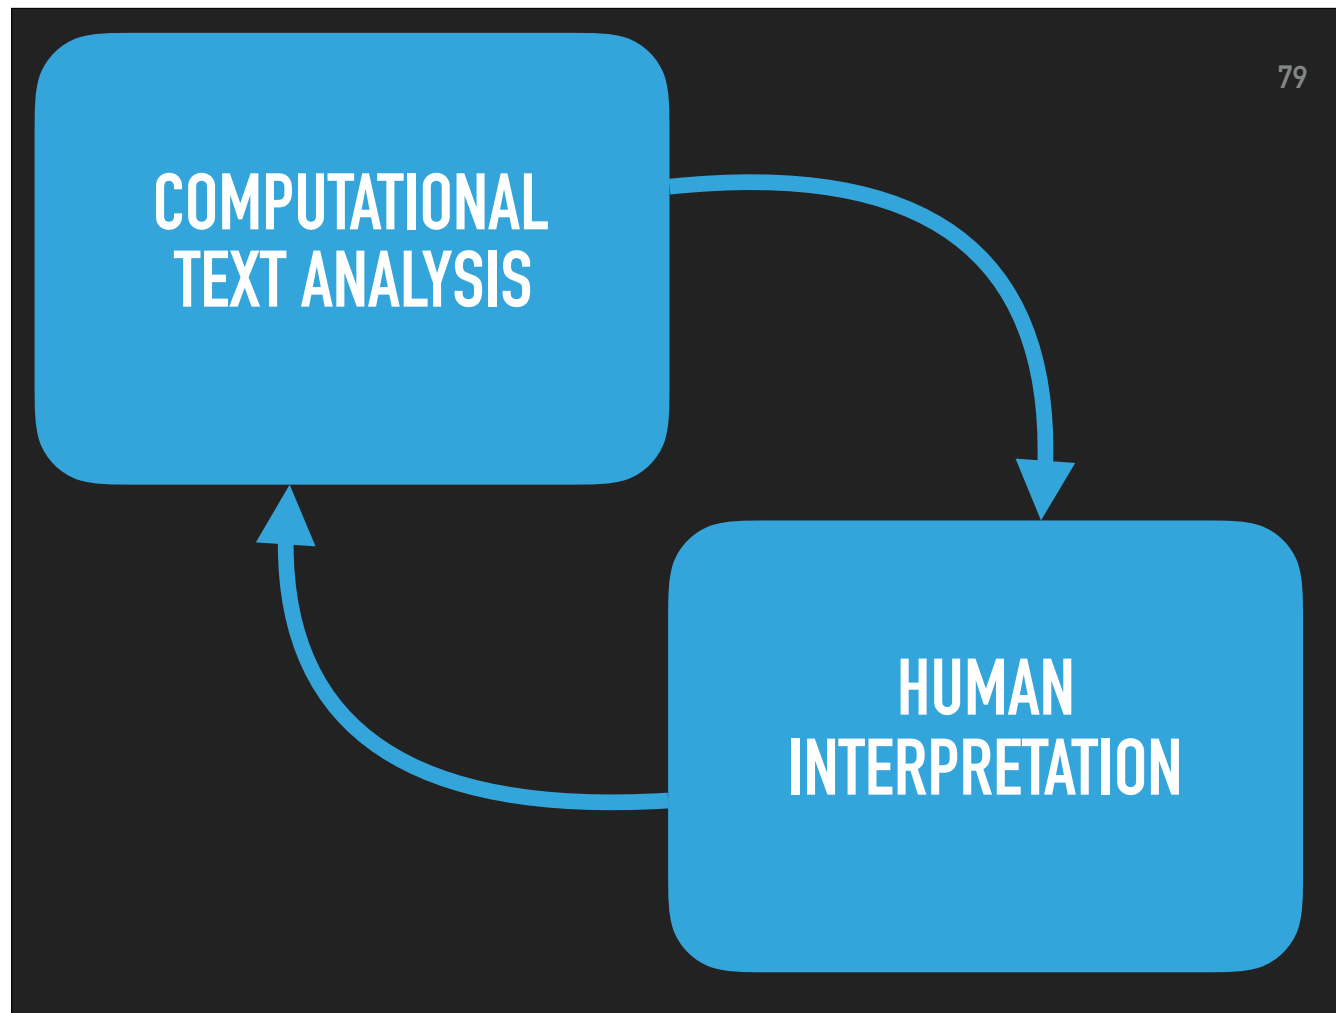 79
COMPUTATIONAL
TEXT ANALYSIS
HUMAN
INTERPRETATION